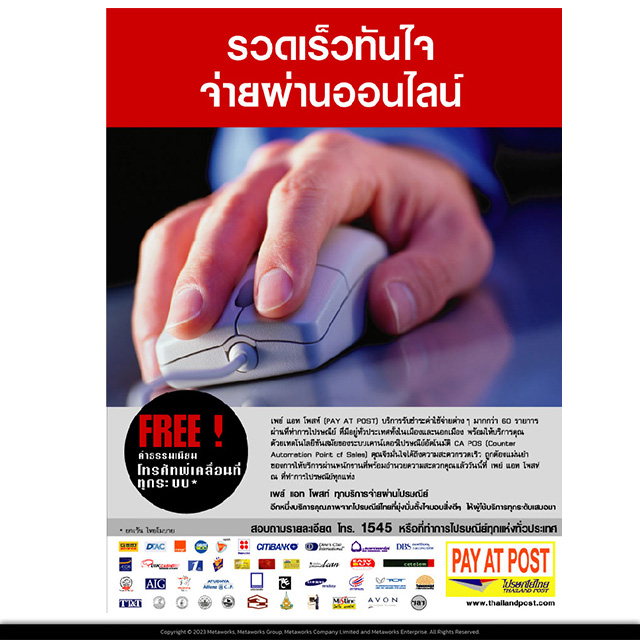 รวดเร็วทันใจ
จ่ายผ่านออนไลน์
FREE !
ค่าธรรมเนียม
โทรศัพท์เคลื่อนที่
ทุกระบบ*
* ยกเว้น ไทยโมบาย
เพย์ แอท โพสท์ (PAY AT POST) บริการรับชำระค่าใช้จ่ายต่าง ๆ มากกว่า 60 รายการ
ผ่านที่ทำการไปรษณีย์ ที่มีอยู่ทั่วประเทศทั้งในเมืองและนอกเมือง พร้อมให้บริการคุณ
ด้วยเทคโนโลยีทันสมัยของระบบเคาน์เตอร์ไปรษณีย์อัตโนมัติ CA POS (Counter
Automation Point of Sales) คุณจึงมั่นใจได้ถึงความสะดวกรวดเร็ว ถูกต้องแม่นยำ
ของการให้บริการผ่านพนักงานที่พร้อมอำนวยความสะดวกคุณแล้ววันนี้ที่ เพย์ แอท โพสท์
ณ ที่ทำการไปรษณีย์ทุกแห่ง
เพย์ แอท โพสท์ ทุกบริการจ่ายผ่านไปรษณีย์
อีกหนึ่งบริการคุณภาพจากไปรษณีย์ไทยที่มุ่งมั่นตั้งใจมอบสิ่งดีๆ ให้ผู้ใช้บริการทุกระดับเสมอมา
สอบถามรายละเอียด โทร. 1545 หรือที่ทำการไปรษณีย์ทุกแห่งทั่วประเทศ
DTAC
orange
CITIBANK
Diners Club International
DBS
AIG
AYUDHYA
Allianz C.P.
SAMSUNG
EASY BUY
cetelem
TRAI
Mistine
AVON
PAY AT POST
ไปรษณีย์ไทย
THAILAND POST
www.thailandpost.com
Copyright © 2023 Metaworks, Metaworks Group, Metaworks Company Limited and Metaworks Enterprise. All Rights Reserved.